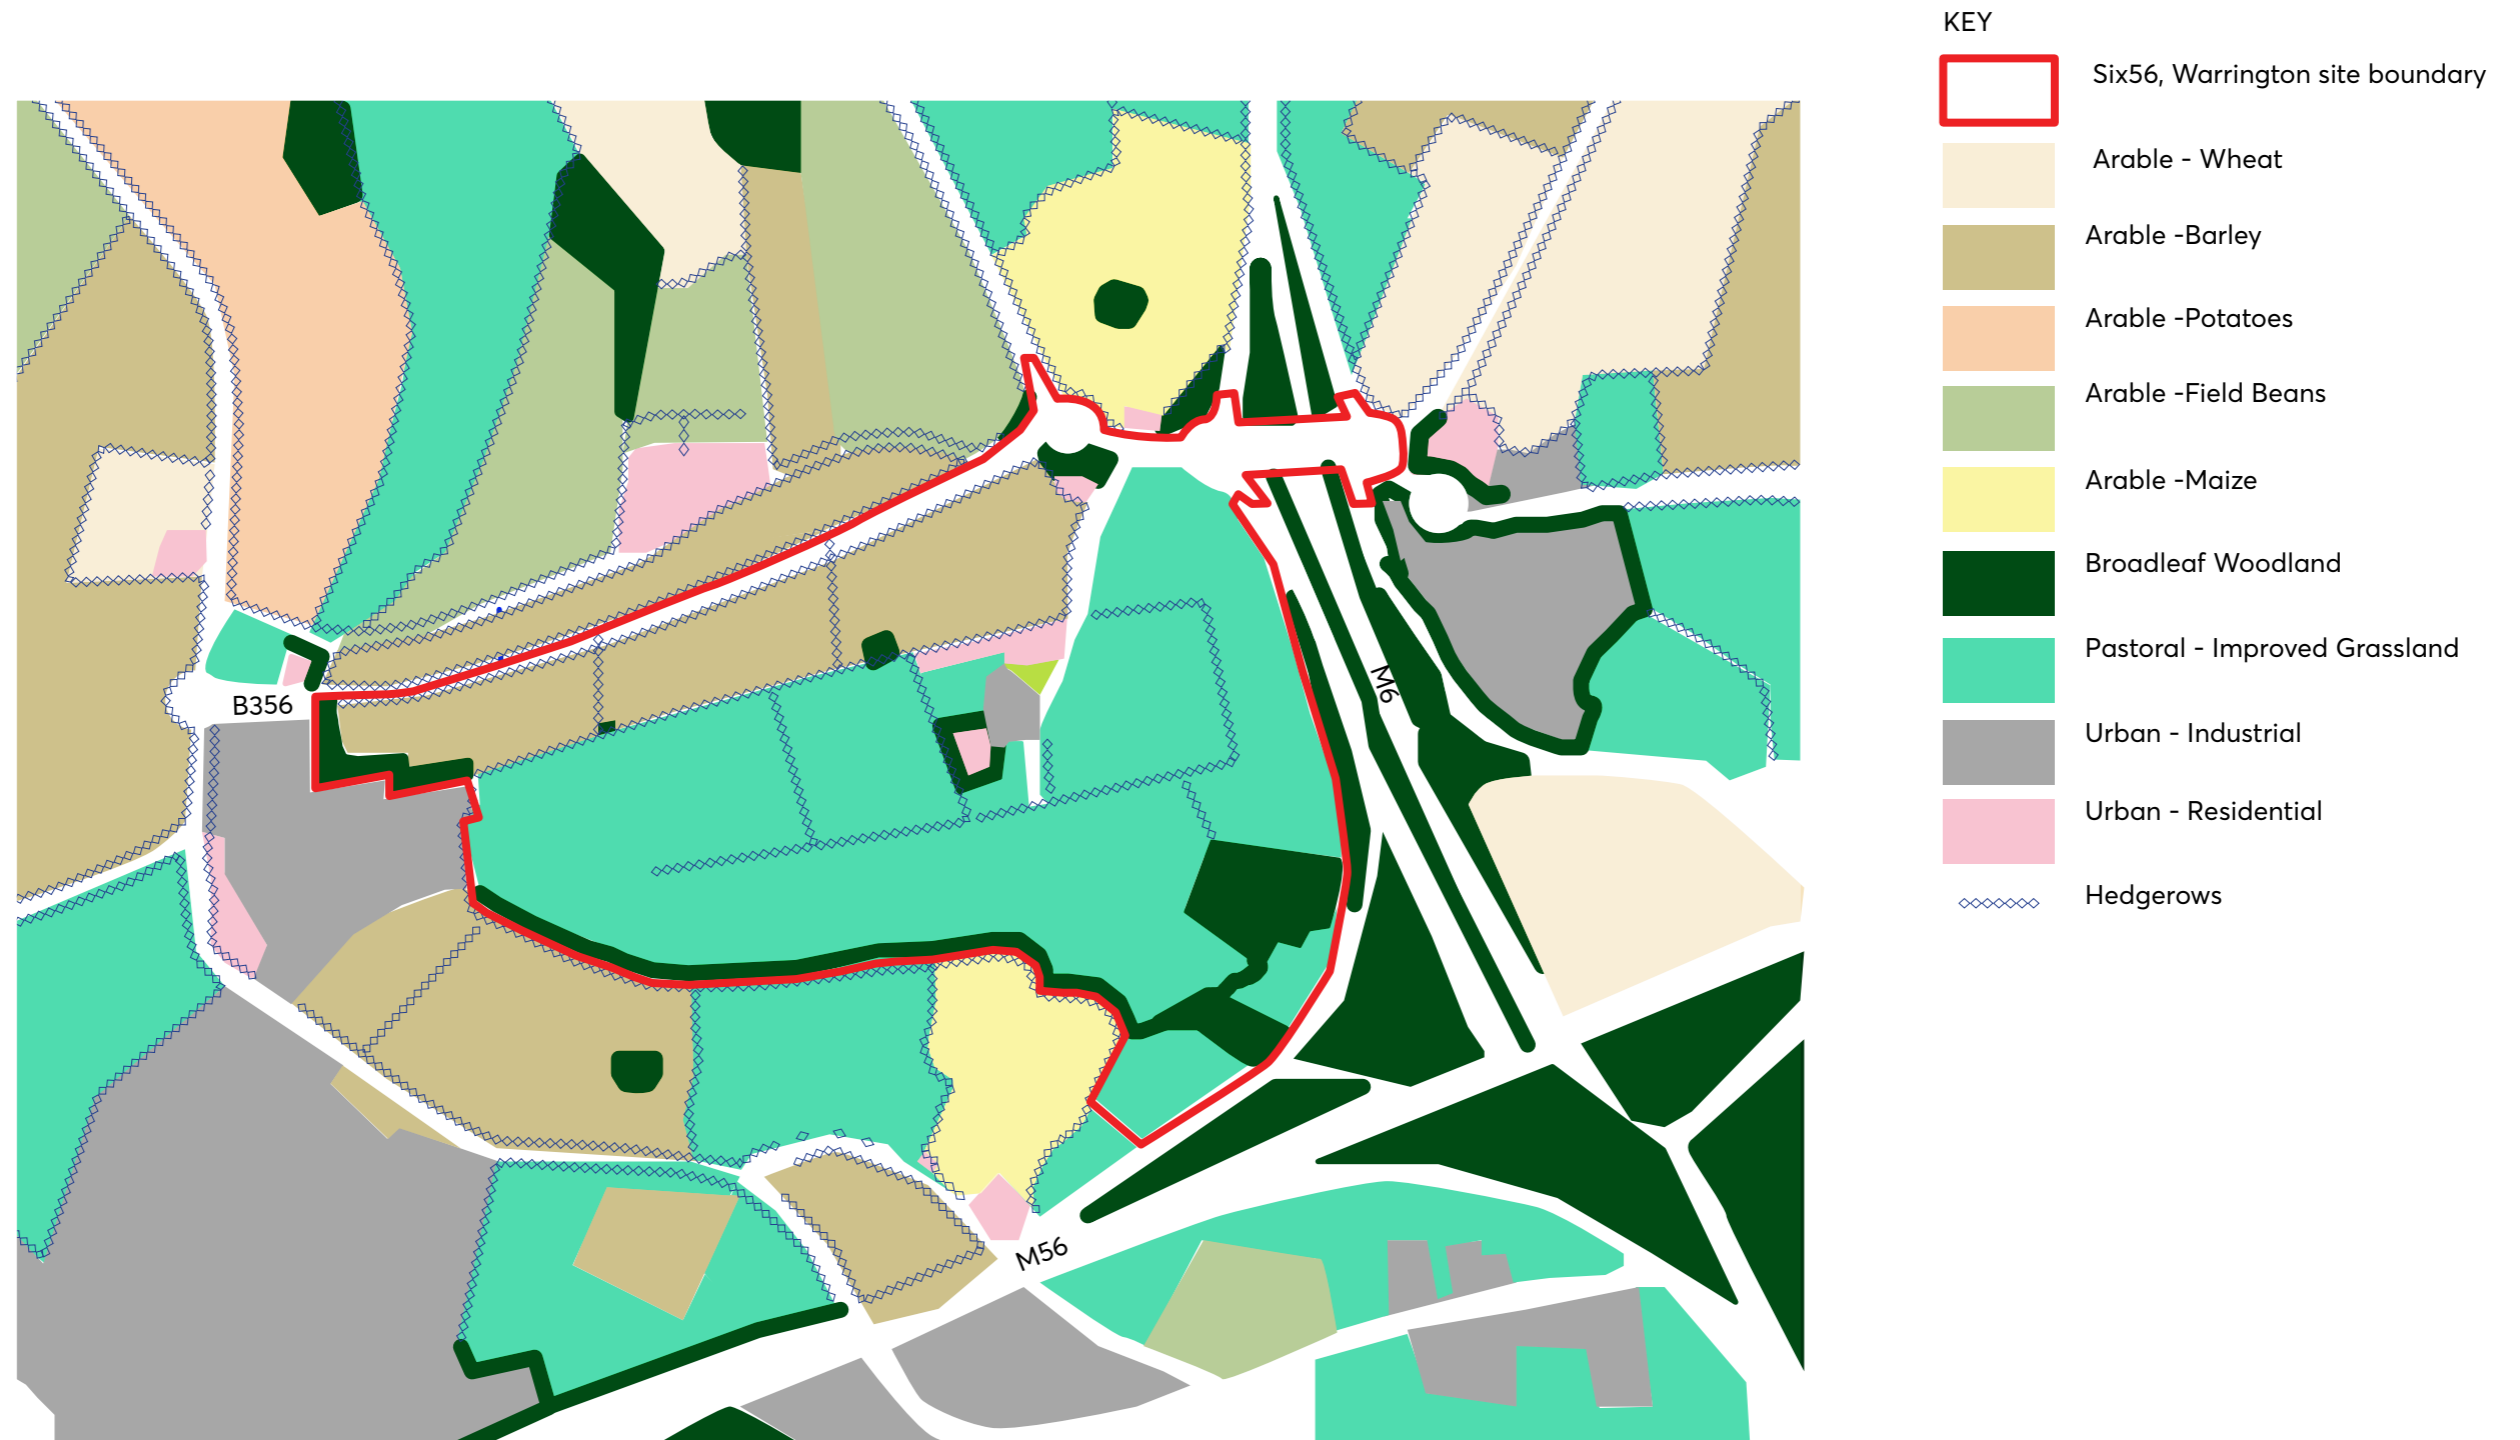 KEY
Six56, Warrington site boundary
Arable - Wheat
Arable -Barley
Arable -Potatoes
Arable -Field Beans
Arable -Maize
Broadleaf Woodland
Pastoral - Improved Grassland
Urban - Industrial
Urban - Residential
Hedgerows
B356
M6
M56